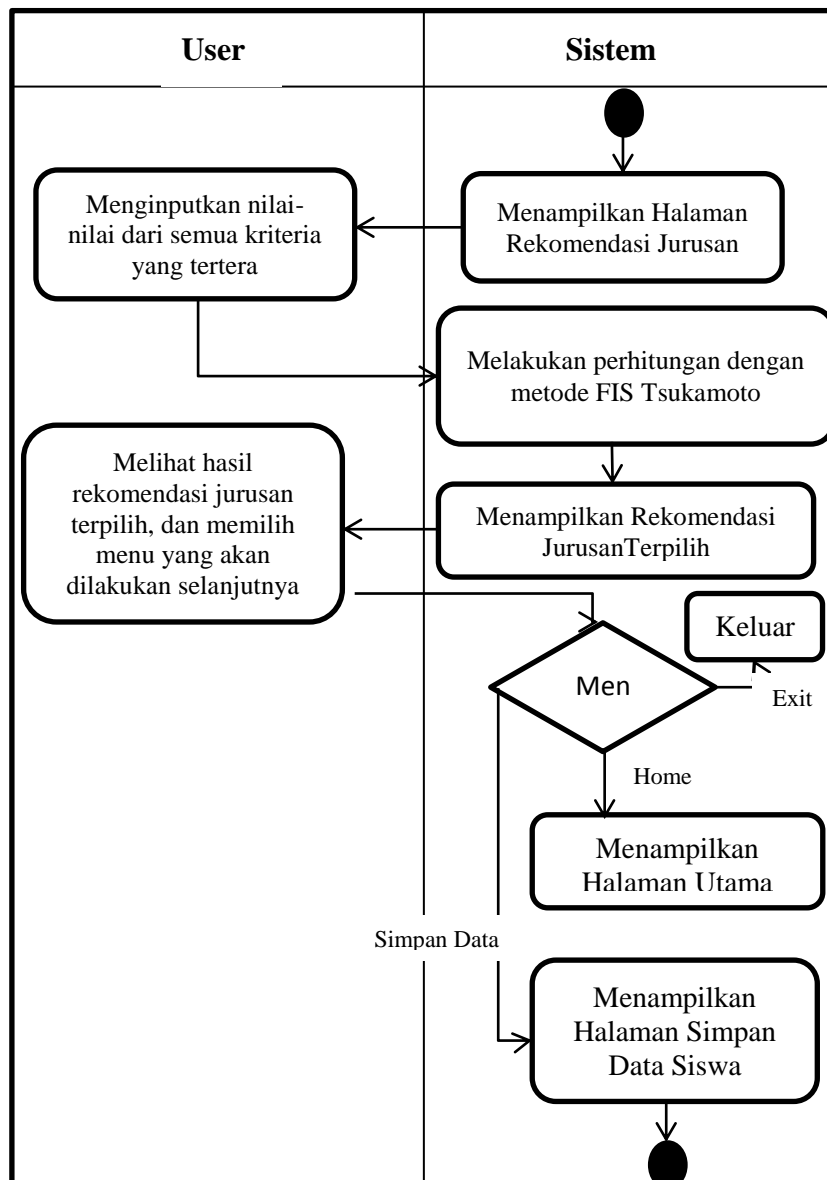 User
Sistem
Menampilkan Halaman
Rekomendasi Jurusan
Menginputkan nilai-
nilai dari semua kriteria
yang tertera
Melakukan perhitungan dengan
metode FIS Tsukamoto
Menampilkan Rekomendasi
JurusanTerpilih
Melihat hasil
rekomendasi jurusan
terpilih, dan memilih
menu yang akan
dilakukan selanjutnya
Men
Keluar
Exit
Home
Menampilkan
Halaman Utama
Simpan Data
Menampilkan
Halaman Simpan
Data Siswa